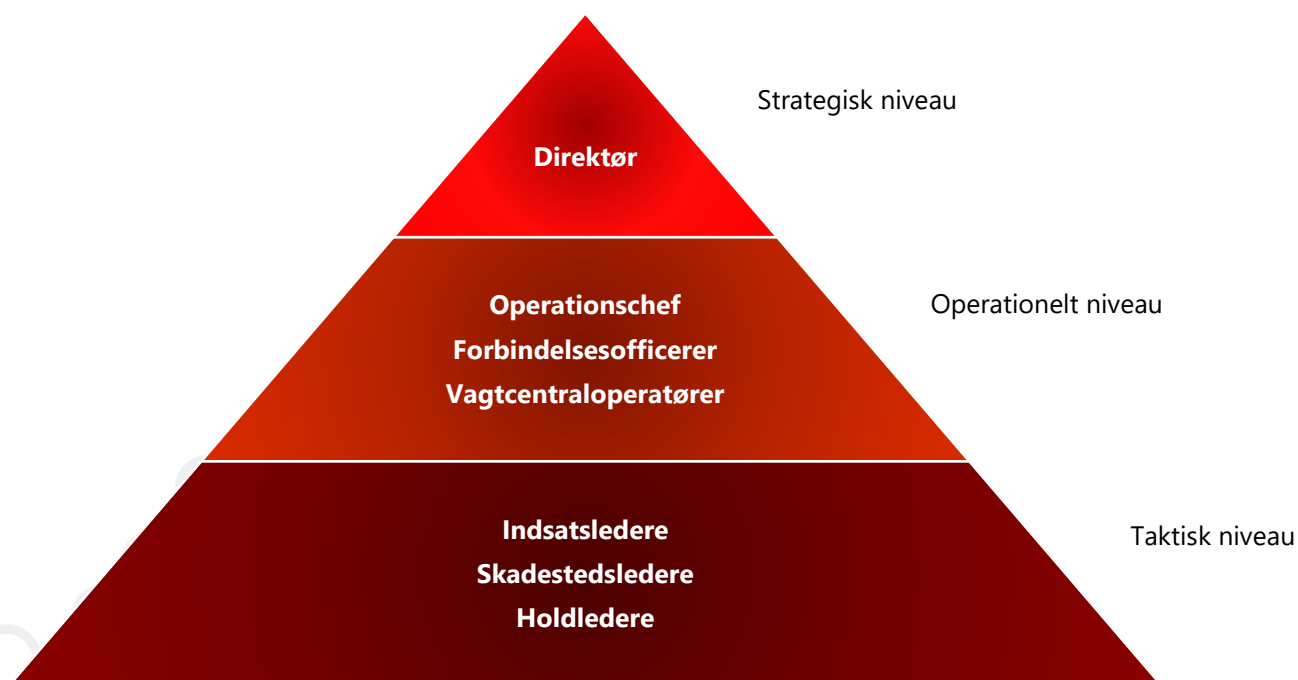 Strategisk niveau
Direktør
Operationschef
Operationelt niveau
Forbindelsesofficerer
Vagtcentraloperatører
Indsatsledere
Taktisk niveau
Skadestedsledere
Holdledere